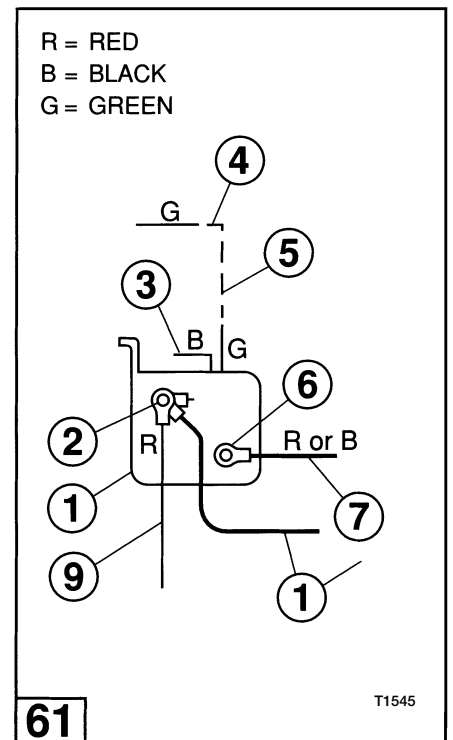 R = RED
B = BLACK
G = GREEN
4
G
5
3
B
G
6
2
R
R or B
1
7
9
1
T1545
61